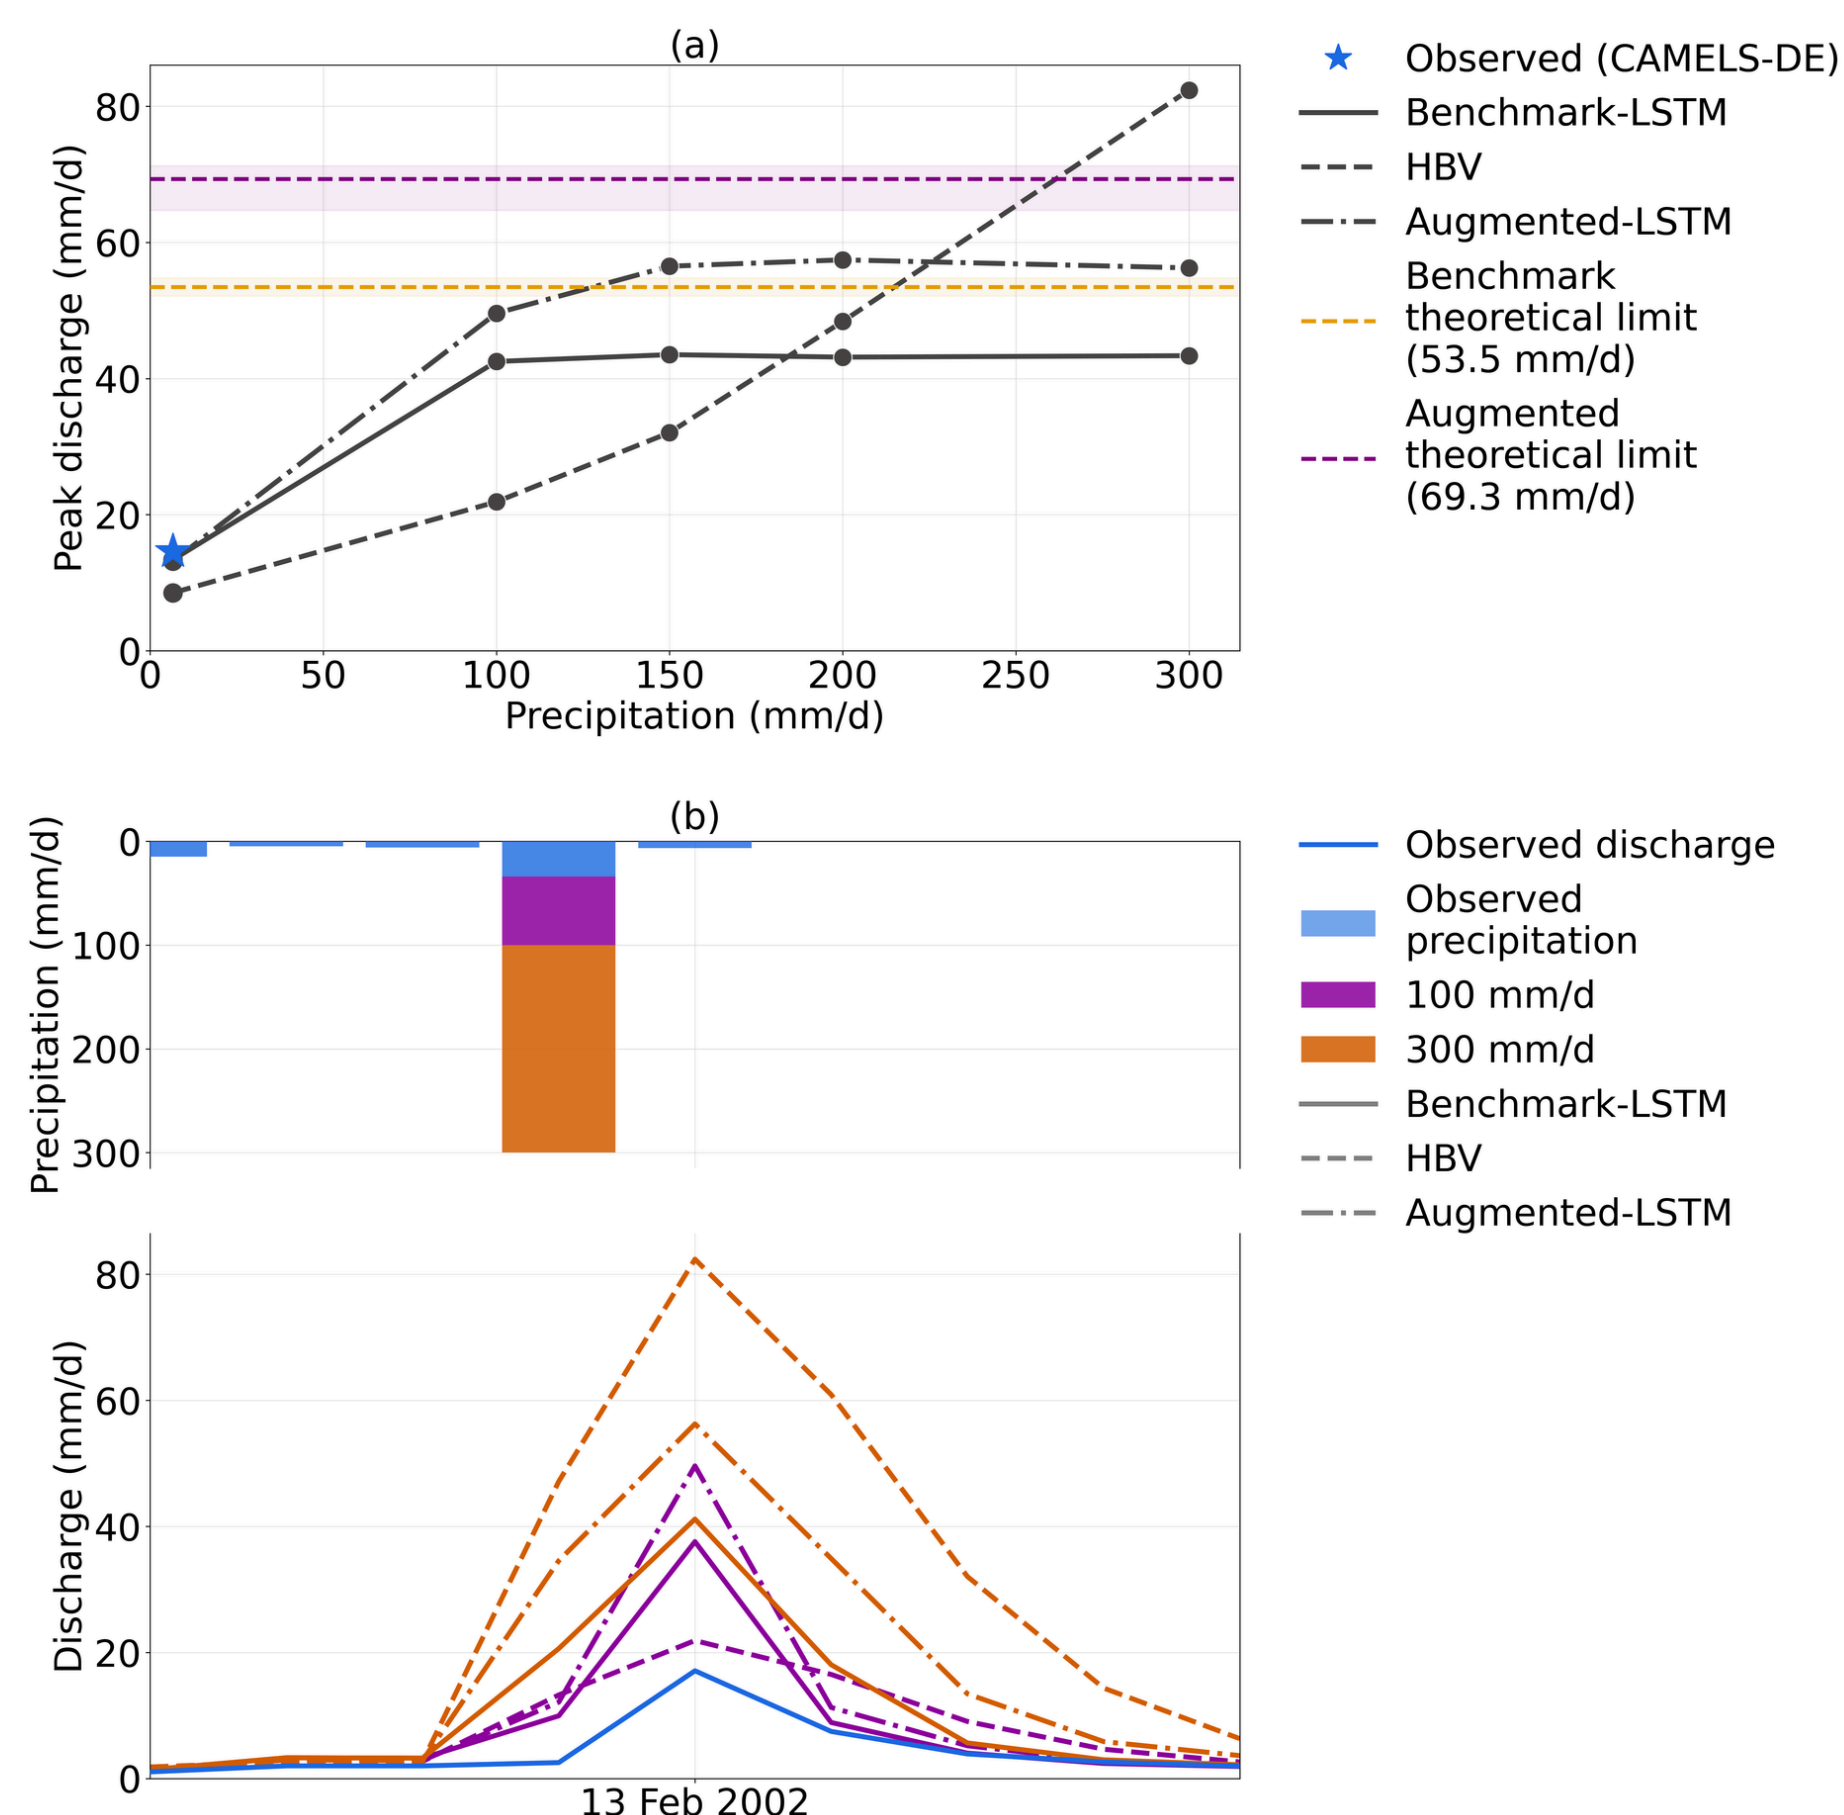 (a)
Peak discharge (mm/d)
80
60
40
20
0
0 50 100 150 200 250 300
Precipitation (mm/d)
Observed (CAMELS-DE)
Benchmark-LSTM
HBV
Augmented-LSTM
Benchmark
theoretical limit
(53.5 mm/d)
Augmented
theoretical limit
(69.3 mm/d)
(b)
Precipitation (mm/d)
0
100
200
300
Discharge (mm/d)
80
60
40
20
0
13 Feb 2002
Observed discharge
Observed
precipitation
100 mm/d
300 mm/d
Benchmark-LSTM
HBV
Augmented-LSTM